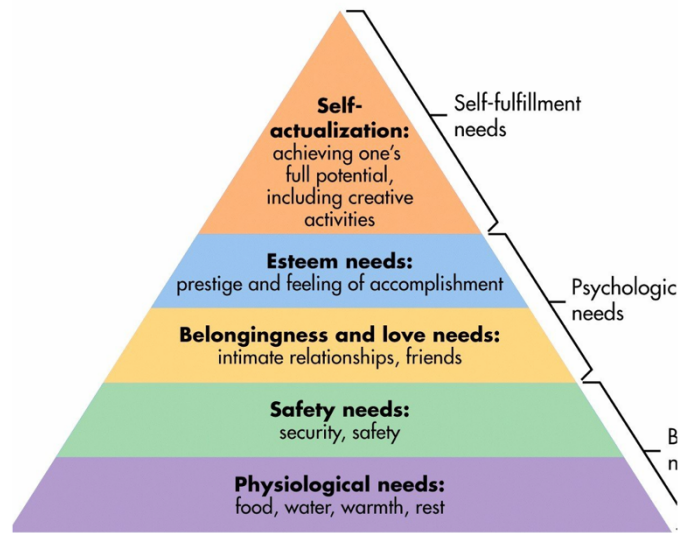 Self-
actualization:
achieving one's
full potential,
including creative
activities
Self-fulfillment
needs
Esteem needs:
prestige and feeling of accomplishment
Psychologic
needs
Belongingness and love needs:
intimate relationships, friends
Safety needs:
security, safety
B
n
Physiological needs:
food, water, warmth, rest